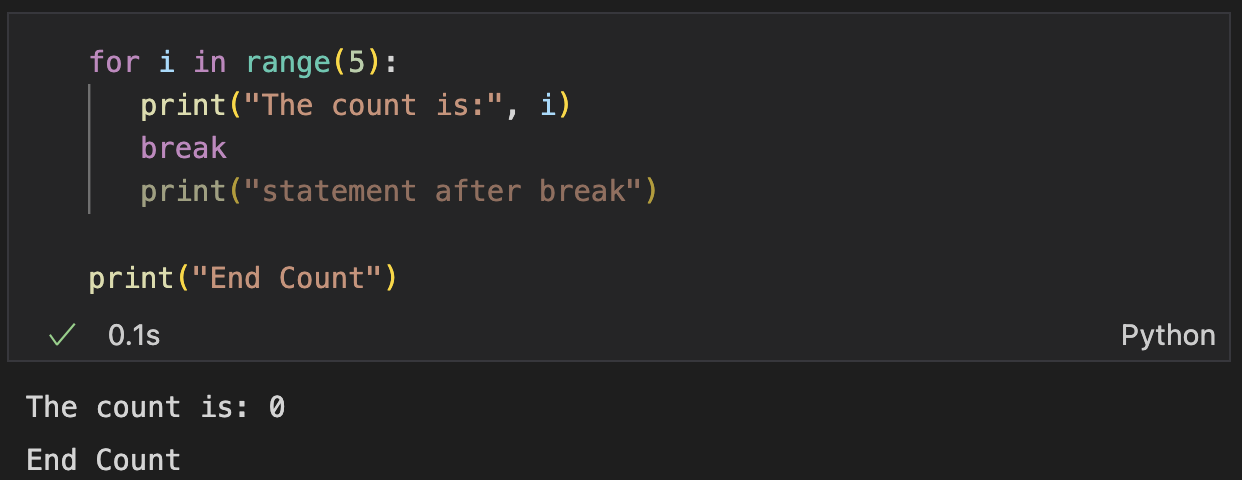 for i in range(5):
   print("The count is:", i)
   break
   print("statement after break")

print("End Count")
0.1s
Python
The count is: 0
End Count